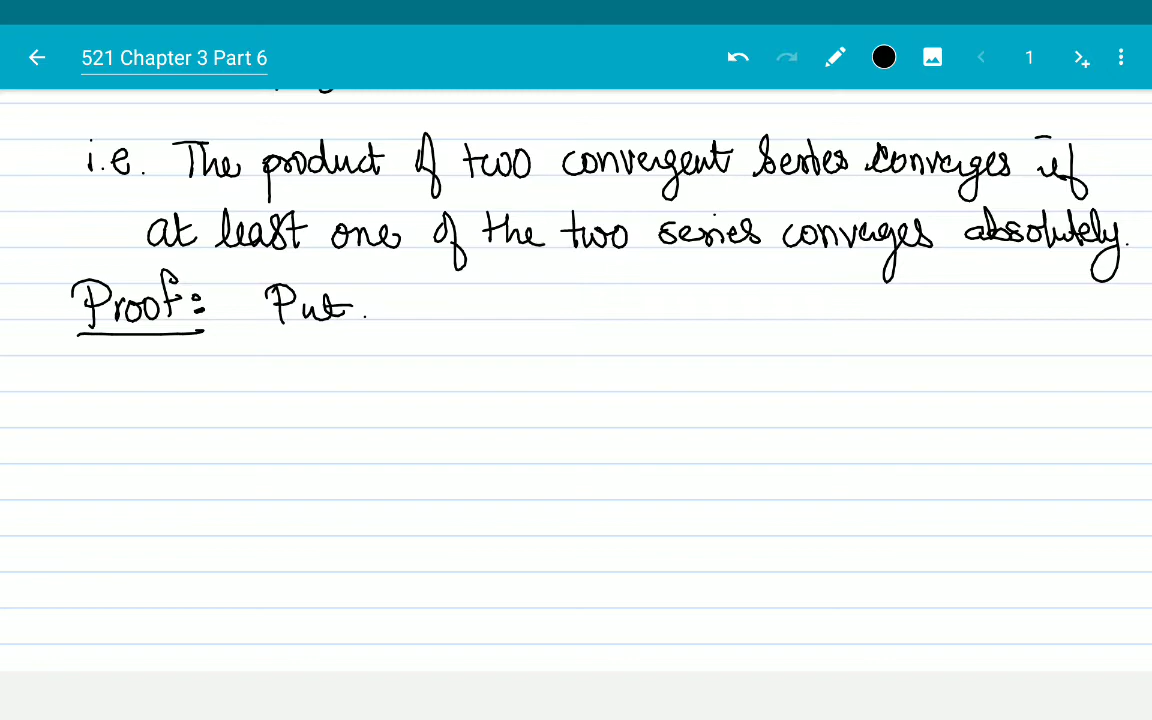 521 Chapter 3 Part 6
1
i.e. The product of two convergent series converges if
at least one of the two series converges absolutely.
Proof: Put